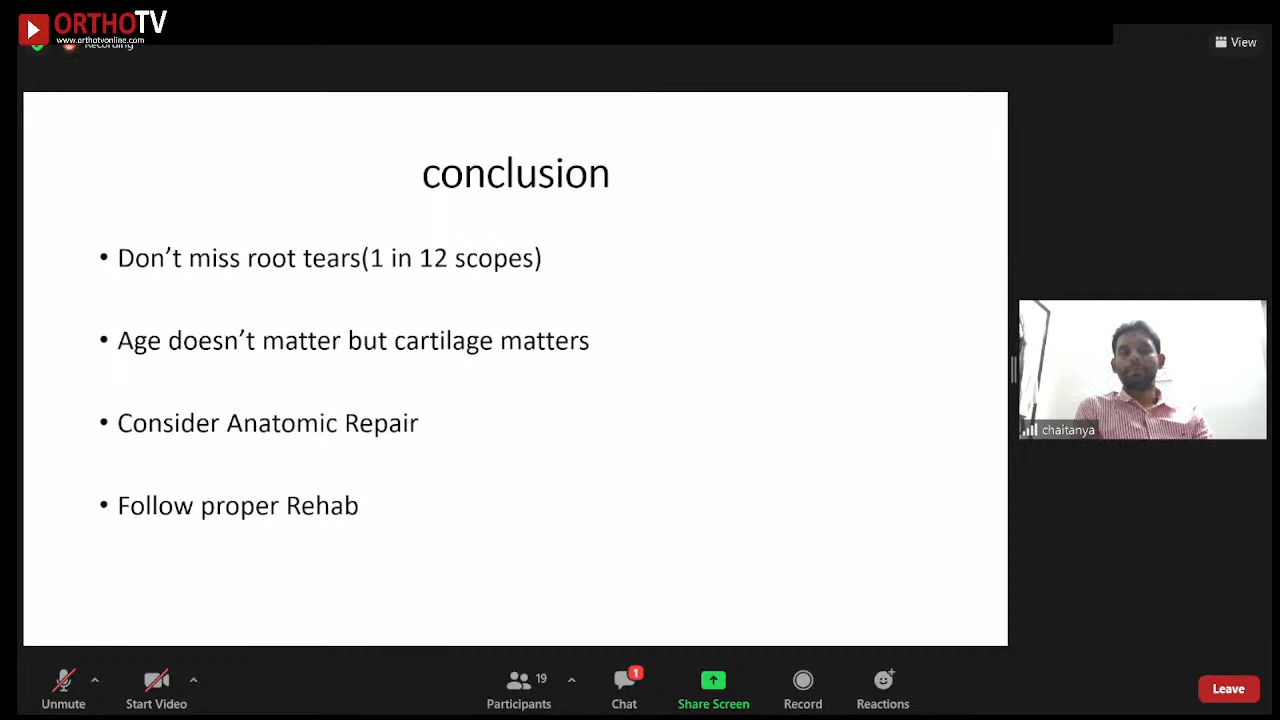 ORTHOTV
www.orthotvonline.com
Recording
View
conclusion
• Don’t miss root tears(1 in 12 scopes)
• Age doesn’t matter but cartilage matters
• Consider Anatomic Repair
• Follow proper Rehab
chaitanya
19
1
Unmute
Start Video
Participants
Chat
Share Screen
Record
Reactions
Leave